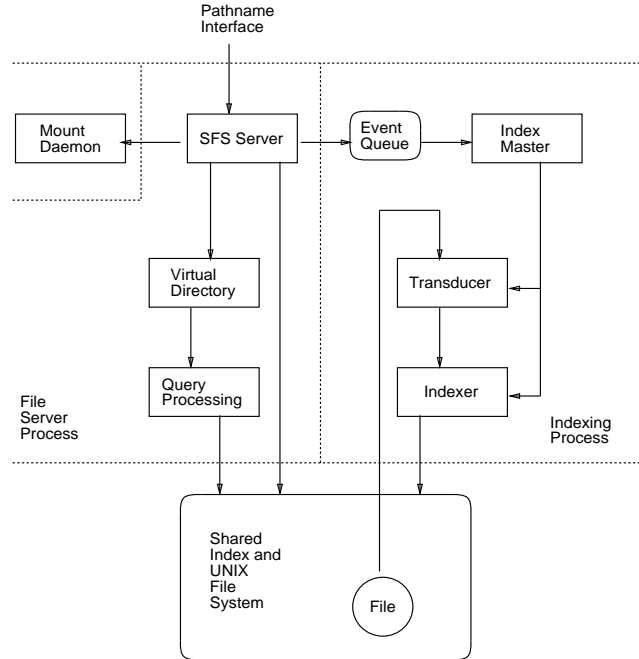 Pathname
Interface
Mount
Daemon
SFS Server
Event
Queue
Index
Master
Virtual
Directory
Transducer
Query
Processing
Indexer
File
Server
Process
Indexing
Process
Shared
Index and
UNIX
File
System
File